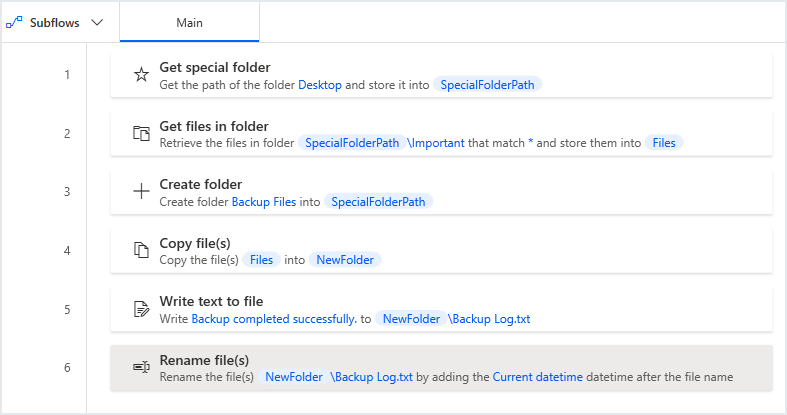 Subflows
Main
1
Get special folder
Get the path of the folder Desktop and store it into SpecialFolderPath
2
Get files in folder
Retrieve the files in folder SpecialFolderPath \Important that match * and store them into Files
3
Create folder
Create folder Backup Files into SpecialFolderPath
4
Copy file(s)
Copy the file(s) Files into NewFolder
5
Write text to file
Write Backup completed successfully. to NewFolder \Backup Log.txt
6
Rename file(s)
Rename the file(s) NewFolder \Backup Log.txt by adding the Current datetime datetime after the file name